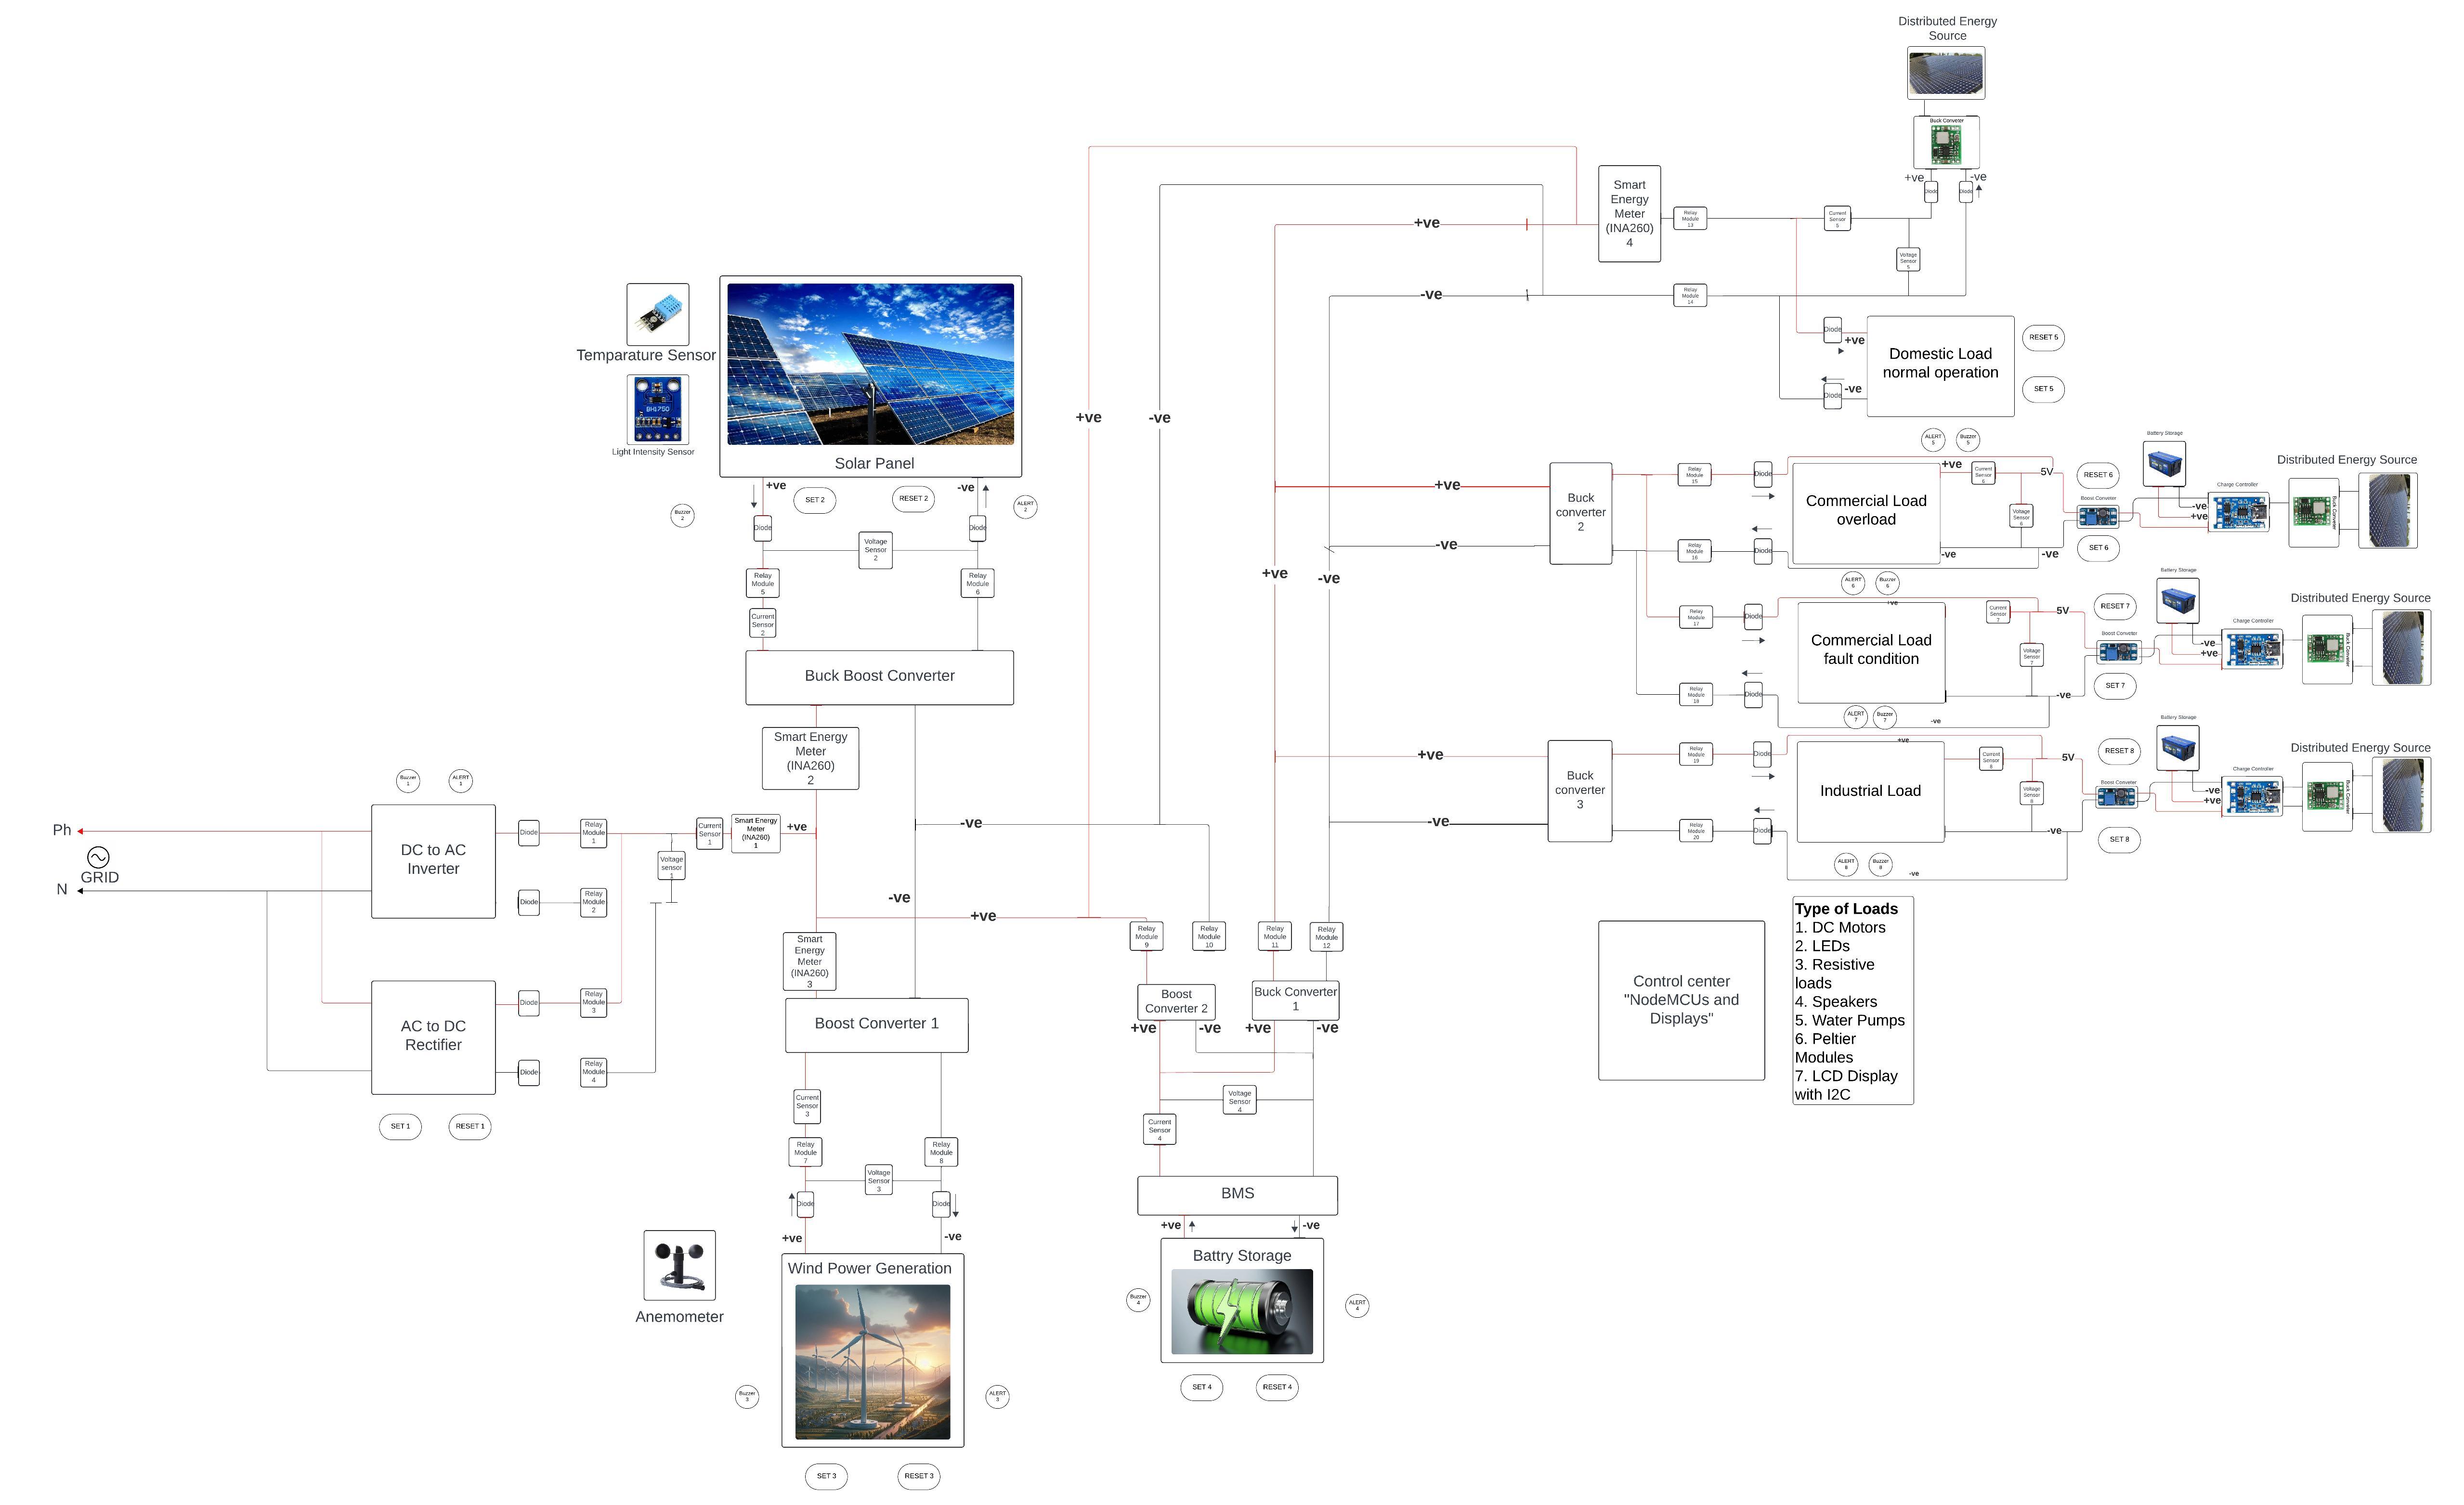 Distributed Energy
Source
Buck Conveter
+ve
-ve
Diode
Diode
Smart
Energy
Meter
(INA260)
4
Relay
Module
13
Current
Sensor
5
Voltage
Sensor
5
+ve
-ve
Relay
Module
14
Diode
+ve
Domestic Load
normal operation
-ve
Diode
RESET 5
SET 5
Temparature Sensor
BH1750
Light Intensity Sensor
Solar Panel
+ve
-ve
SET 2
RESET 2
Buzzer
2
ALERT
2
Diode
Diode
Voltage
Sensor
2
Relay
Module
5
Relay
Module
6
Current
Sensor
2
Buck Boost Converter
Smart Energy
Meter
(INA260)
2
+ve
-ve
ALERT
5
Buzzer
5
Battery Storage
Distributed Energy Source
+ve
Buck
converter
2
-ve
Relay
Module
15
Diode
Relay
Module
16
Diode
Commercial Load
overload
+ve
Current
Sensor
6
5V
Voltage
Sensor
6
-ve
-ve
RESET 6
Boost Conveter
SET 6
Charge Controller
-ve
+ve
Buck Conveter
ALERT
6
Buzzer
6
+ve
Battery Storage
Distributed Energy Source
+ve
-ve
Relay
Module
17
Diode
Relay
Module
18
Diode
Commercial Load
fault condition
Current
Sensor
7
5V
Voltage
Sensor
7
-ve
RESET 7
Boost Conveter
SET 7
Charge Controller
-ve
+ve
Buck Conveter
ALERT
7
Buzzer
7
-ve
+ve
Battery Storage
Distributed Energy Source
+ve
Buck
converter
3
-ve
Relay
Module
19
Diode
Relay
Module
20
Diode
Industrial Load
Current
Sensor
8
5V
Voltage
Sensor
8
-ve
RESET 8
Boost Conveter
SET 8
Charge Controller
-ve
+ve
Buck Conveter
ALERT
8
Buzzer
8
-ve
Buzzer
1
ALERT
1
Ph
GRID
N
DC to AC
Inverter
Diode
Relay
Module
1
Diode
Relay
Module
2
Current
Sensor
1
Smart Energy
Meter
(INA260)
1
+ve
Voltage
sensor
1
-ve
-ve
+ve
AC to DC
Rectifier
Diode
Relay
Module
3
Diode
Relay
Module
4
SET 1
RESET 1
Smart
Energy
Meter
(INA260)
3
Boost Converter 1
Current
Sensor
3
Relay
Module
7
Relay
Module
8
Voltage
Sensor
3
Diode
Diode
+ve
-ve
Wind Power Generation
Anemometer
Buzzer
3
ALERT
3
SET 3
RESET 3
Relay
Module
9
Relay
Module
10
Relay
Module
11
Relay
Module
12
Boost
Converter 2
Buck Converter
1
+ve
-ve
+ve
-ve
Voltage
Sensor
4
Current
Sensor
4
BMS
+ve
-ve
Battry Storage
Buzzer
4
ALERT
4
SET 4
RESET 4
Control center
"NodeMCUs and
Displays"
Type of Loads
1. DC Motors
2. LEDs
3. Resistive
loads
4. Speakers
5. Water Pumps
6. Peltier
Modules
7. LCD Display
with I2C